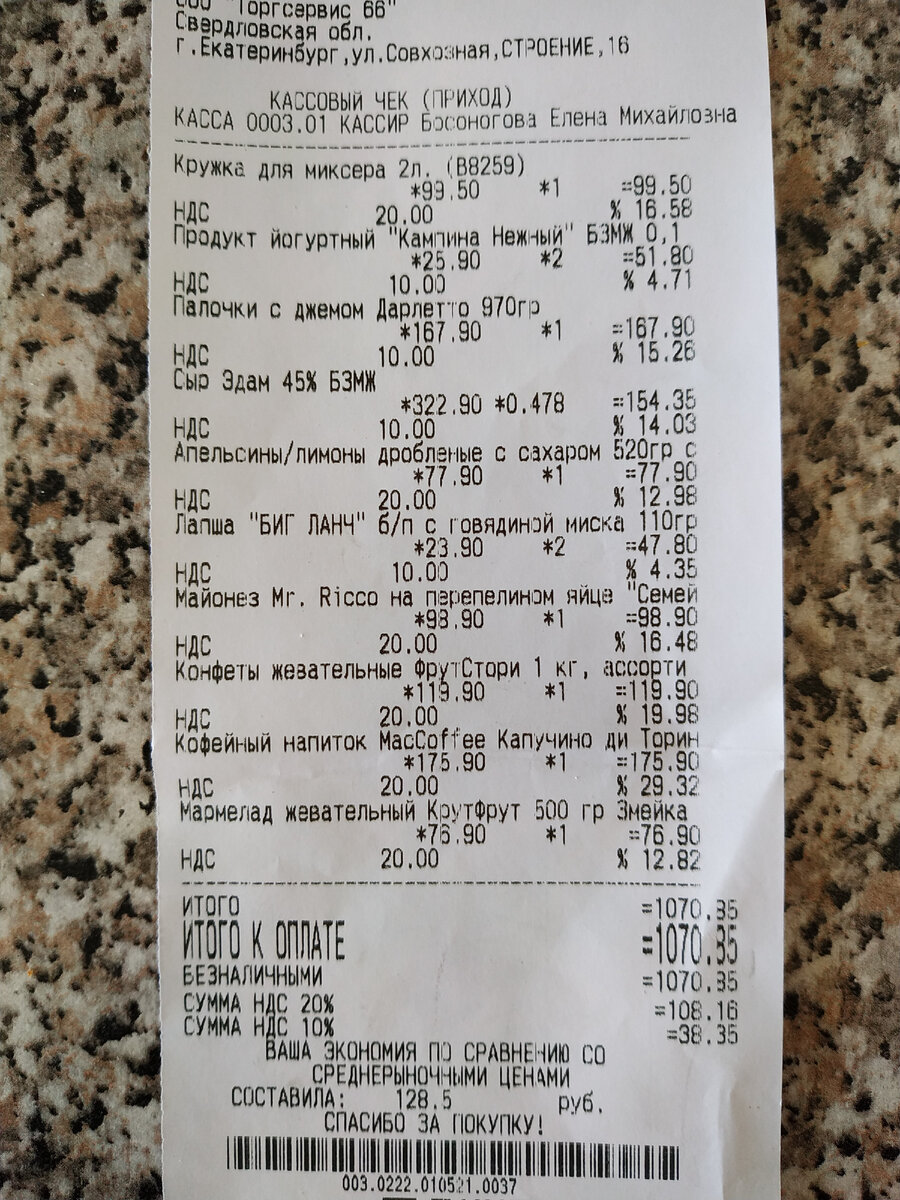 ООО "Торгсервис 66"
Свердловская обл.
г.Екатеринбург,ул.Совхозная,СТРОЕНИЕ,16
КАССОВЫЙ ЧЕК (ПРИХОД)
КАССА 0003.01 КАССИР Босоногова Елена Михайловна
Кружка для миксера 2л. (В8259)
*99.50 *1 =99.50
НДС 20.00 % 16.58
Продукт йогуртный "Кампина Нежный" БЗМЖ 0,1
*25.90 *2 =51.80
НДС 10.00 % 4.71
Палочки с джемом Дарлетто 970гр
*167.90 *1 =167.90
НДС 10.00 % 15.26
Сыр Эдам 45% БЗМЖ
*322.90 *0.478 =154.35
НДС 10.00 % 14.03
Апельсины/лимоны дробленые с сахаром 520гр с
*77.90 *1 =77.90
НДС 20.00 % 12.98
Лапша "БИГ ЛАНЧ" б/п с говядиной миска 110гр
*23.90 *2 =47.80
НДС 10.00 % 4.35
Майонез Mr. Ricco на перепелином яйце "Семей
*98.90 *1 =98.90
НДС 20.00 % 16.48
Конфеты жевательные ФрутСтори 1 кг, ассорти
*119.90 *1 =119.90
НДС 20.00 % 19.98
Кофейный напиток MacCoffee Капучино ди Торин
*175.90 *1 =175.90
НДС 20.00 % 29.32
Мармелад жевательный КрутФрут 500 гр Змейка
*76.90 *1 =76.90
НДС 20.00 % 12.82
ИТОГО =1070.85
ИТОГО К ОПЛАТЕ =1070.85
БЕЗНАЛИЧНЫМИ =1070.85
СУММА НДС 20% =108.16
СУММА НДС 10% =38.35
ВАША ЭКОНОМИЯ ПО СРАВНЕНИЮ СО
СРЕДНЕРЫНОЧНЫМИ ЦЕНАМИ
СОСТАВИЛА: 128.5 руб.
СПАСИБО ЗА ПОКУПКУ!
003.0222.010521.0037